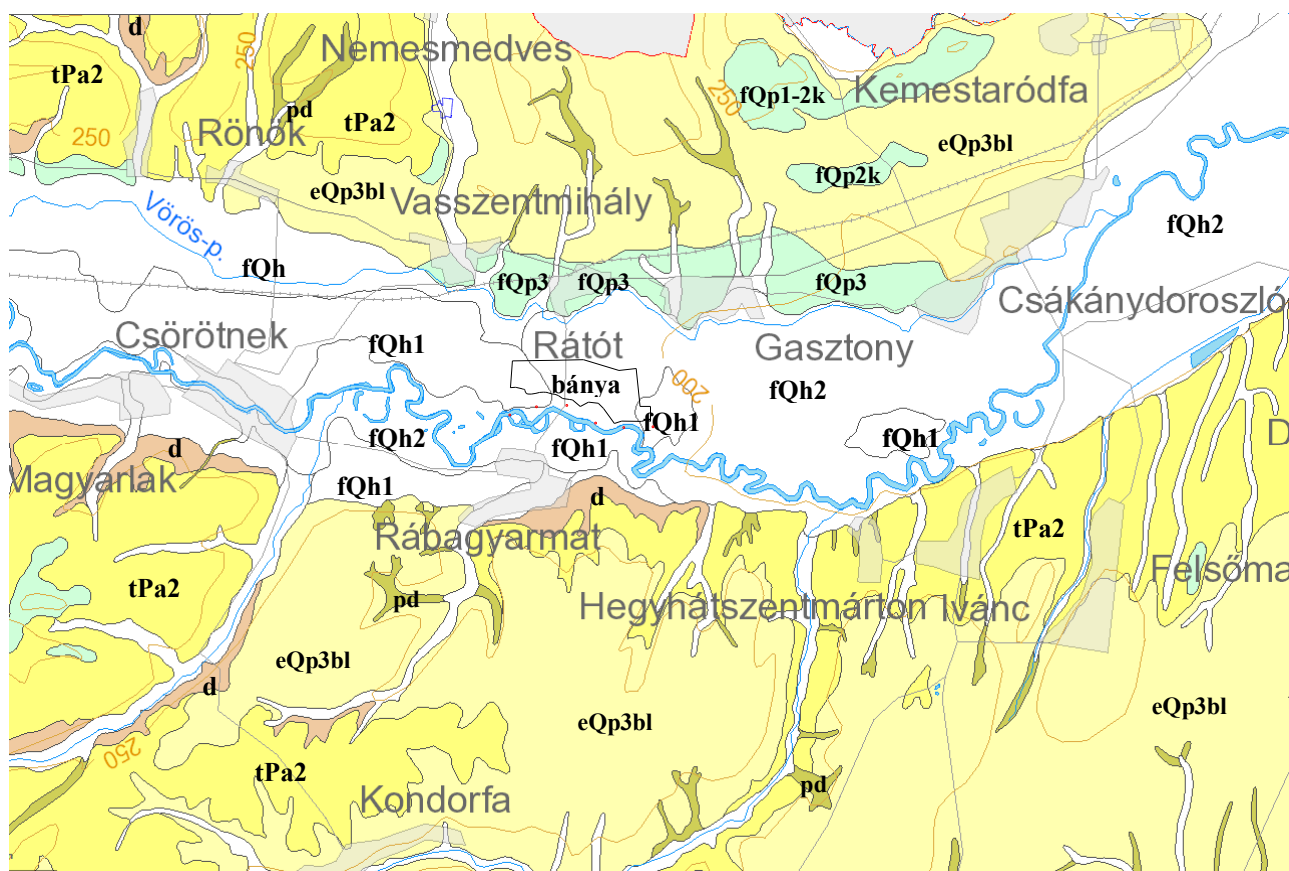 d
250
Nemesmedves
tPa2
250
fQp1-2k
Kemestaródfa
250
pd
tPa2
Rönök
eQp3bl
eQp3bl
fQp2k
Vasszentmihály
Vörös-p.
fQh2
fQh
fQp3
fQp3
fQp3
Csákánydoroszló
Csörötnek
fQh1
Rátót
Gasztony
bánya
200
fQh2
fQh1
fQh2
fQh1
fQh1
d
Magyarlak
fQh1
d
Rábagyarmat
D
tPa2
tPa2
pd
Hegyhátszentmárton
Ivánc
Felsőma
eQp3bl
d
eQp3bl
eQp3bl
250
tPa2
pd
Kondorfa